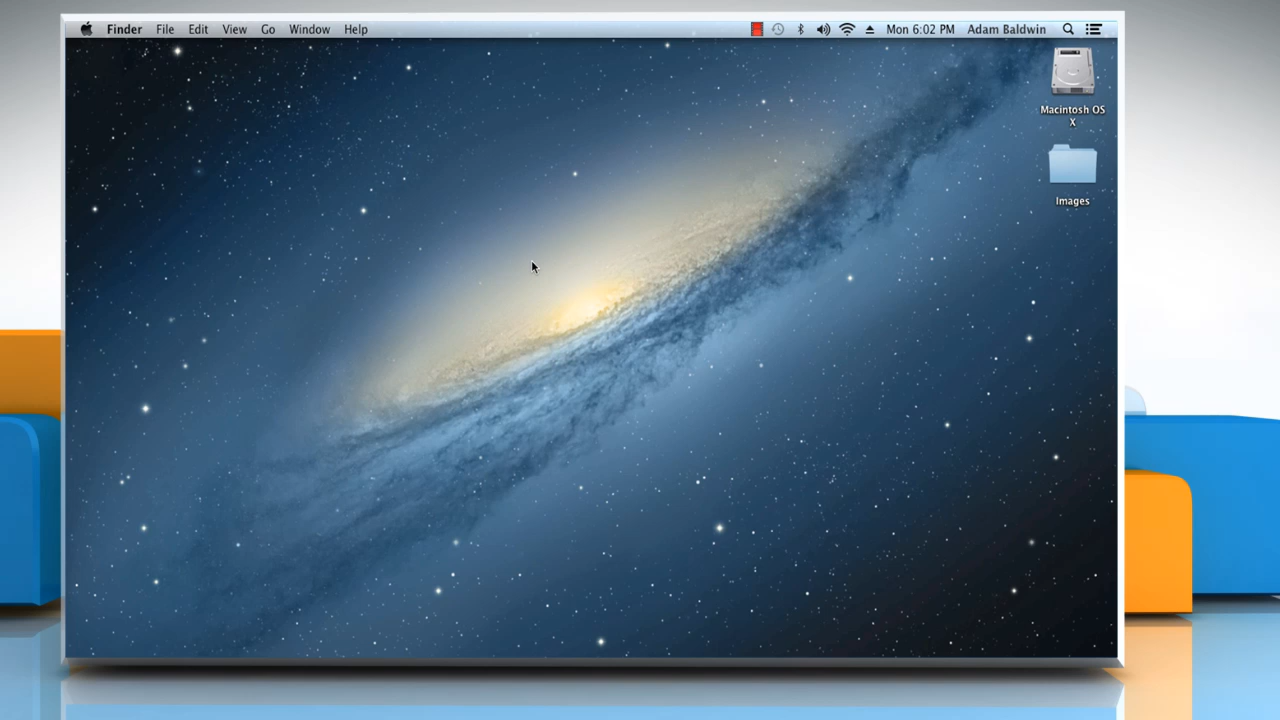 Finder File Edit View Go Window Help Mon 6:02 PM Adam Baldwin
Macintosh OS
X
Images